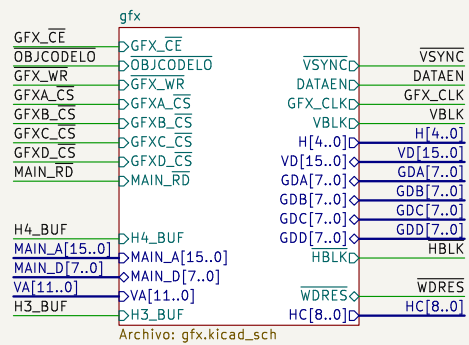 gfx
GFX_CE
GFX_CE
OBJCODELO
OBJCODELO
GFX_WR
GFX_WR
GFXA_CS
GFXA_CS
GFXB_CS
GFXB_CS
GFXC_CS
GFXC_CS
GFXD_CS
GFXD_CS
MAIN_RD
MAIN_RD
H4_BUF
H4_BUF
MAIN_A[15..0]
MAIN_A[15..0]
MAIN_D[7..0]
MAIN_D[7..0]
VA[11..0]
VA[11..0]
H3_BUF
H3_BUF
VSYNC
VSYNC
DATAEN
DATAEN
GFX_CLK
GFX_CLK
VBLK
VBLK
H[4..0]
H[4..0]
VD[15..0]
VD[15..0]
GDA[7..0]
GDA[7..0]
GDB[7..0]
GDB[7..0]
GDC[7..0]
GDC[7..0]
GDD[7..0]
GDD[7..0]
HBLK
HBLK
WDRES
WDRES
HC[8..0]
HC[8..0]
Archivo: gfx.kicad_sch